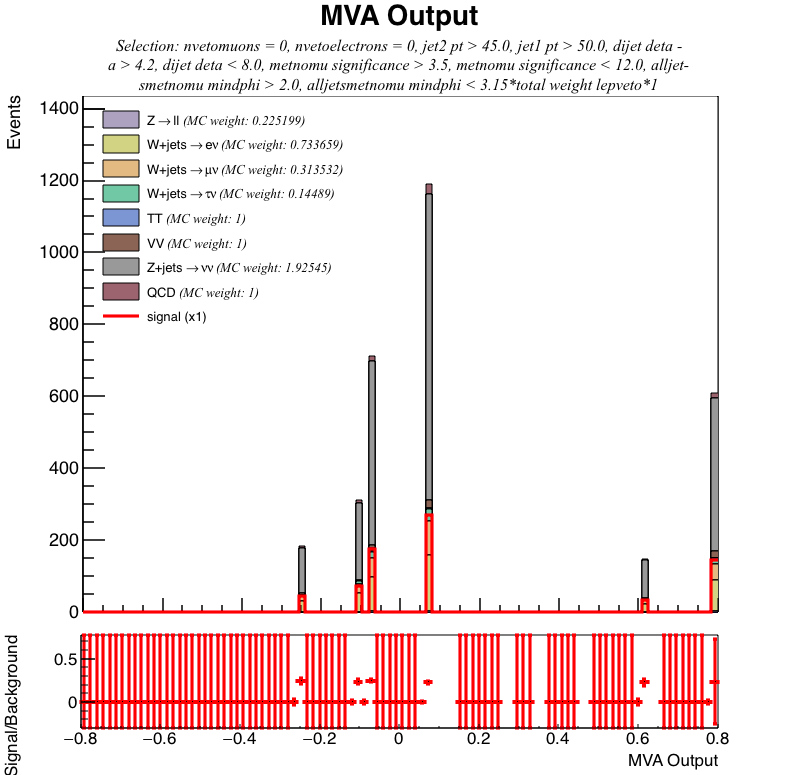 MVA Output
Selection: nvetomuons = 0, nvetoelectrons = 0, jet2 pt > 45.0, jet1 pt > 50.0, dijet deta -
a > 4.2, dijet deta < 8.0, metnomu significance > 3.5, metnomu significance < 12.0, alljet-
smetnomu mindphi > 2.0, alljetsmetnomu mindphi < 3.15*total weight lepveto*1
Events
1400
1200
1000
800
600
400
200
0
Z→ll (MC weight: 0.225199)
W+jets→eν (MC weight: 0.733659)
W+jets→μν (MC weight: 0.313532)
W+jets→τν (MC weight: 0.14489)
TT (MC weight: 1)
VV (MC weight: 1)
Z+jets→νν (MC weight: 1.92545)
QCD (MC weight: 1)
signal (x1)
Signal/Background
0.5
0
−0.8 −0.6 −0.4 −0.2 0 0.2 0.4 0.6 0.8
MVA Output